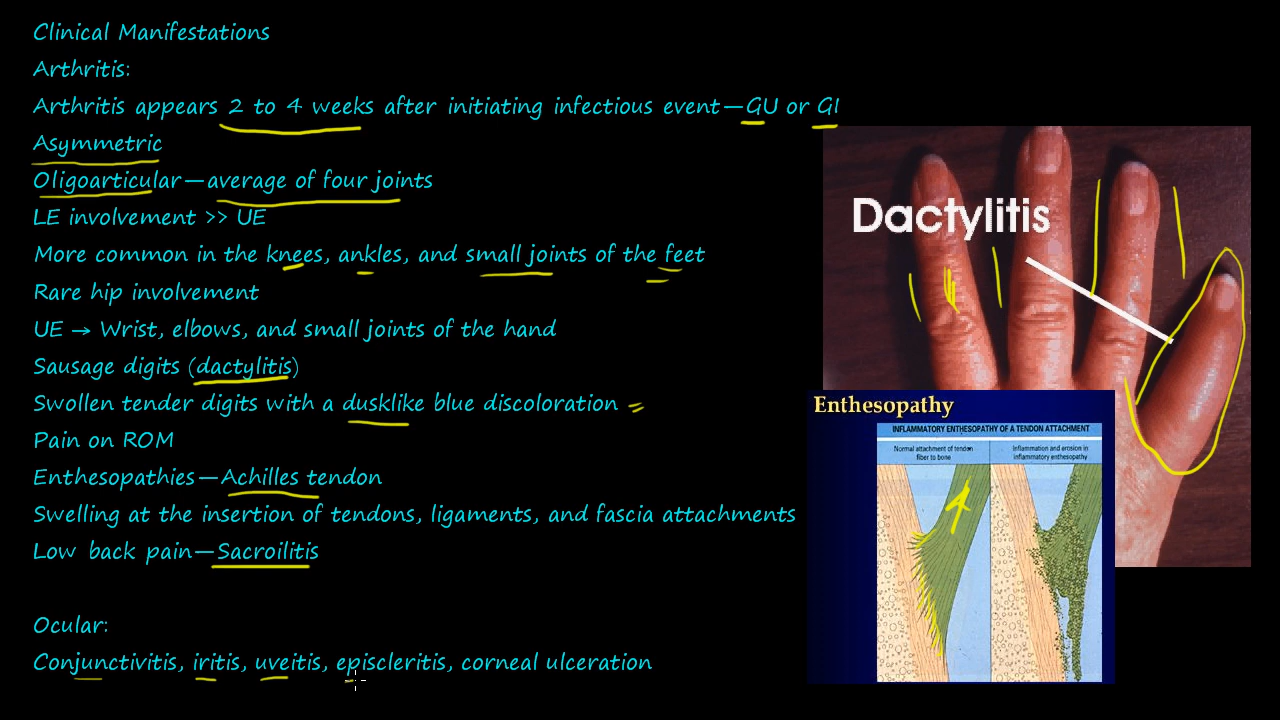 Clinical Manifestations
Arthritis:
Arthritis appears 2 to 4 weeks after initiating infectious event—GU or GI
Asymmetric
Oligoarticular—average of four joints
LE involvement >> UE
More common in the knees, ankles, and small joints of the feet
Rare hip involvement
UE → Wrist, elbows, and small joints of the hand
Sausage digits (dactylitis)
Swollen tender digits with a dusklike blue discoloration
Pain on ROM
Enthesopathies—Achilles tendon
Swelling at the insertion of tendons, ligaments, and fascia attachments
Low back pain—Sacroilitis
Ocular:
Conjunctivitis, iritis, uveitis, episcleritis, corneal ulceration
Dactylitis
Enthesopathy
INFLAMMATORY ENTHESOPATHY OF A TENDON ATTACHMENT
Normal attachment of tendon
fiber to bone
Inflammation and erosion in
inflammatory enthesopathy